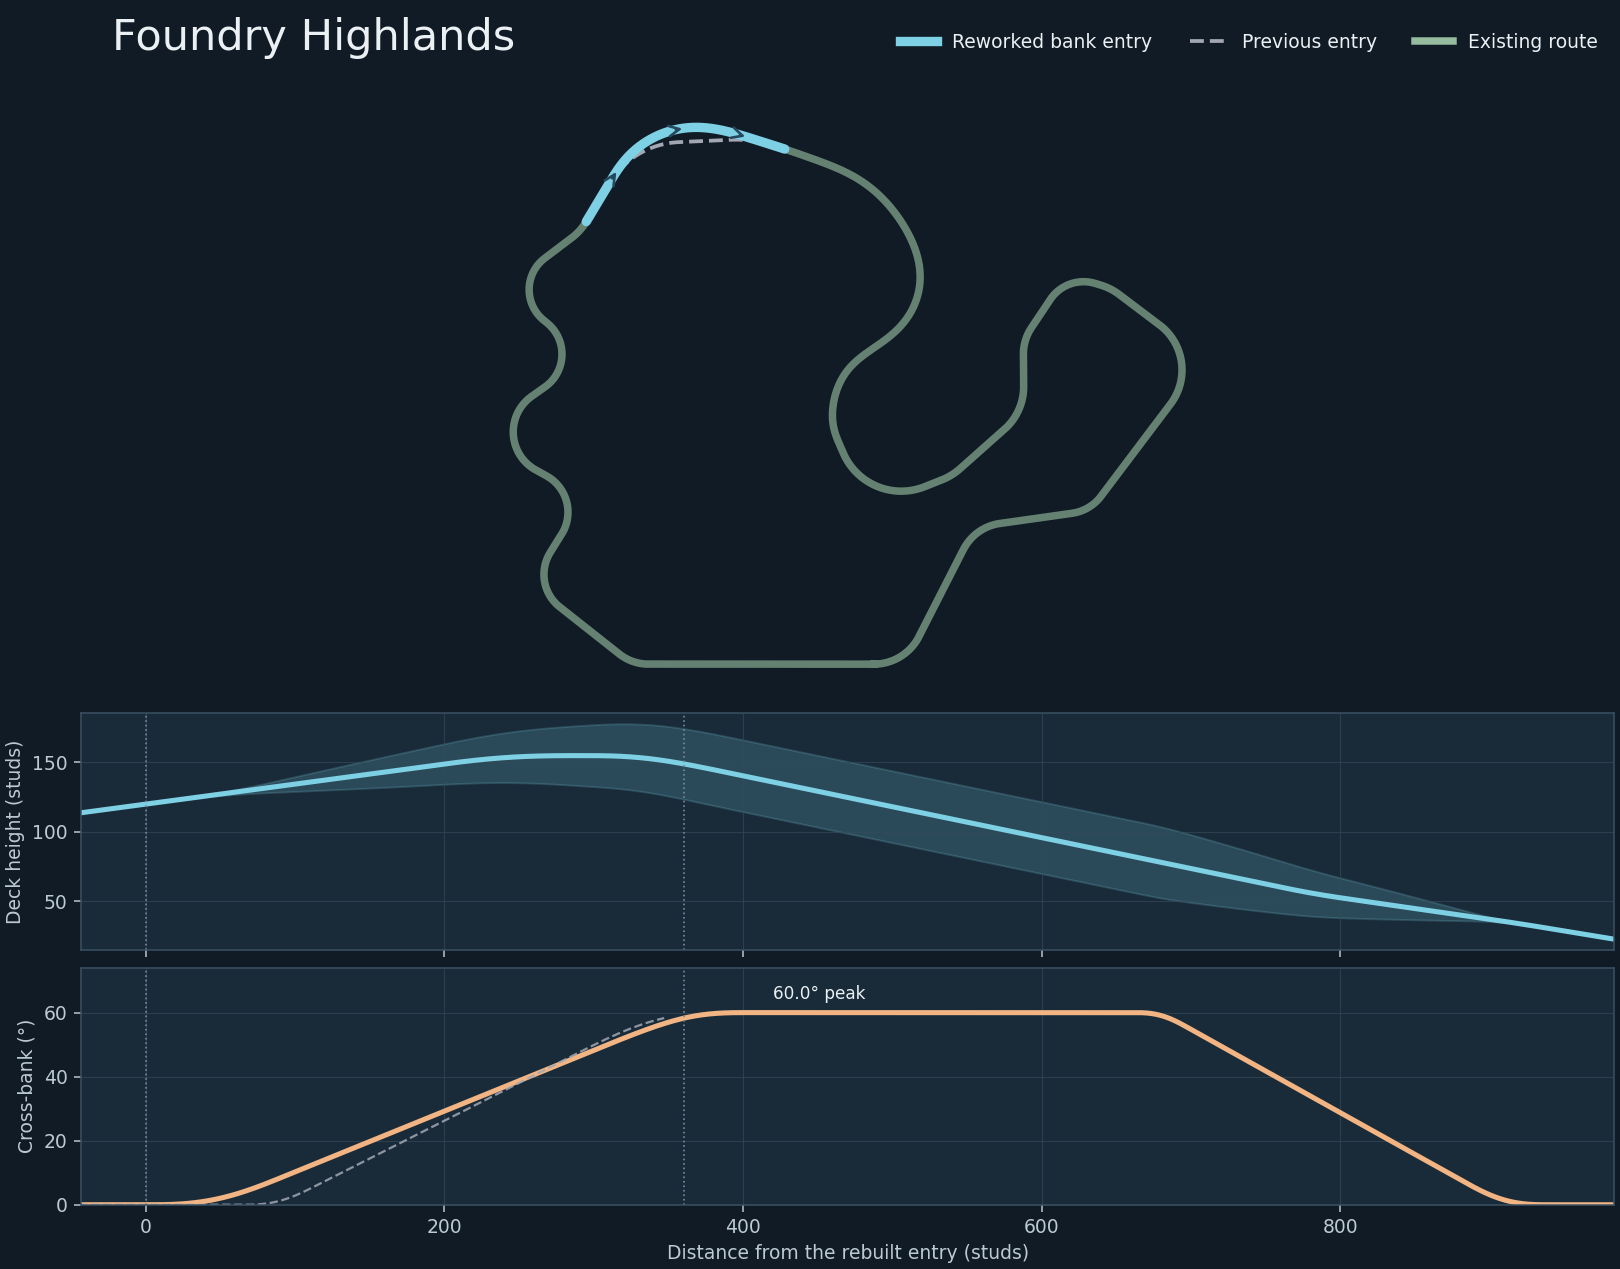 Foundry Highlands
Reworked bank entry
Previous entry
Existing route
Deck height (studs)
150
100
50
60.0° peak
Cross-bank (°)
60
40
20
0
0 200 400 600 800
Distance from the rebuilt entry (studs)